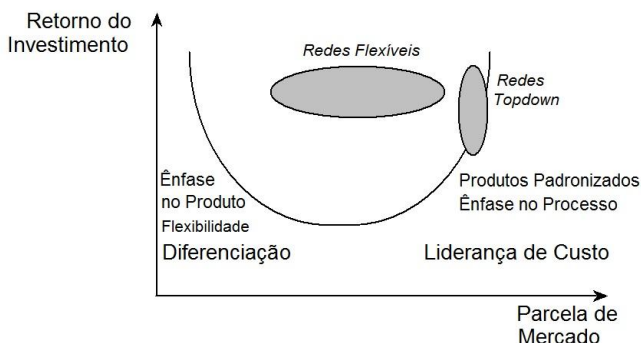 Retorno do
Investimento
Redes Flexíveis
Redes
Topdown
Ênfase
no Produto
Flexibilidade
Diferenciação
Produtos Padronizados
Ênfase no Processo
Liderança de Custo
Parcela de
Mercado